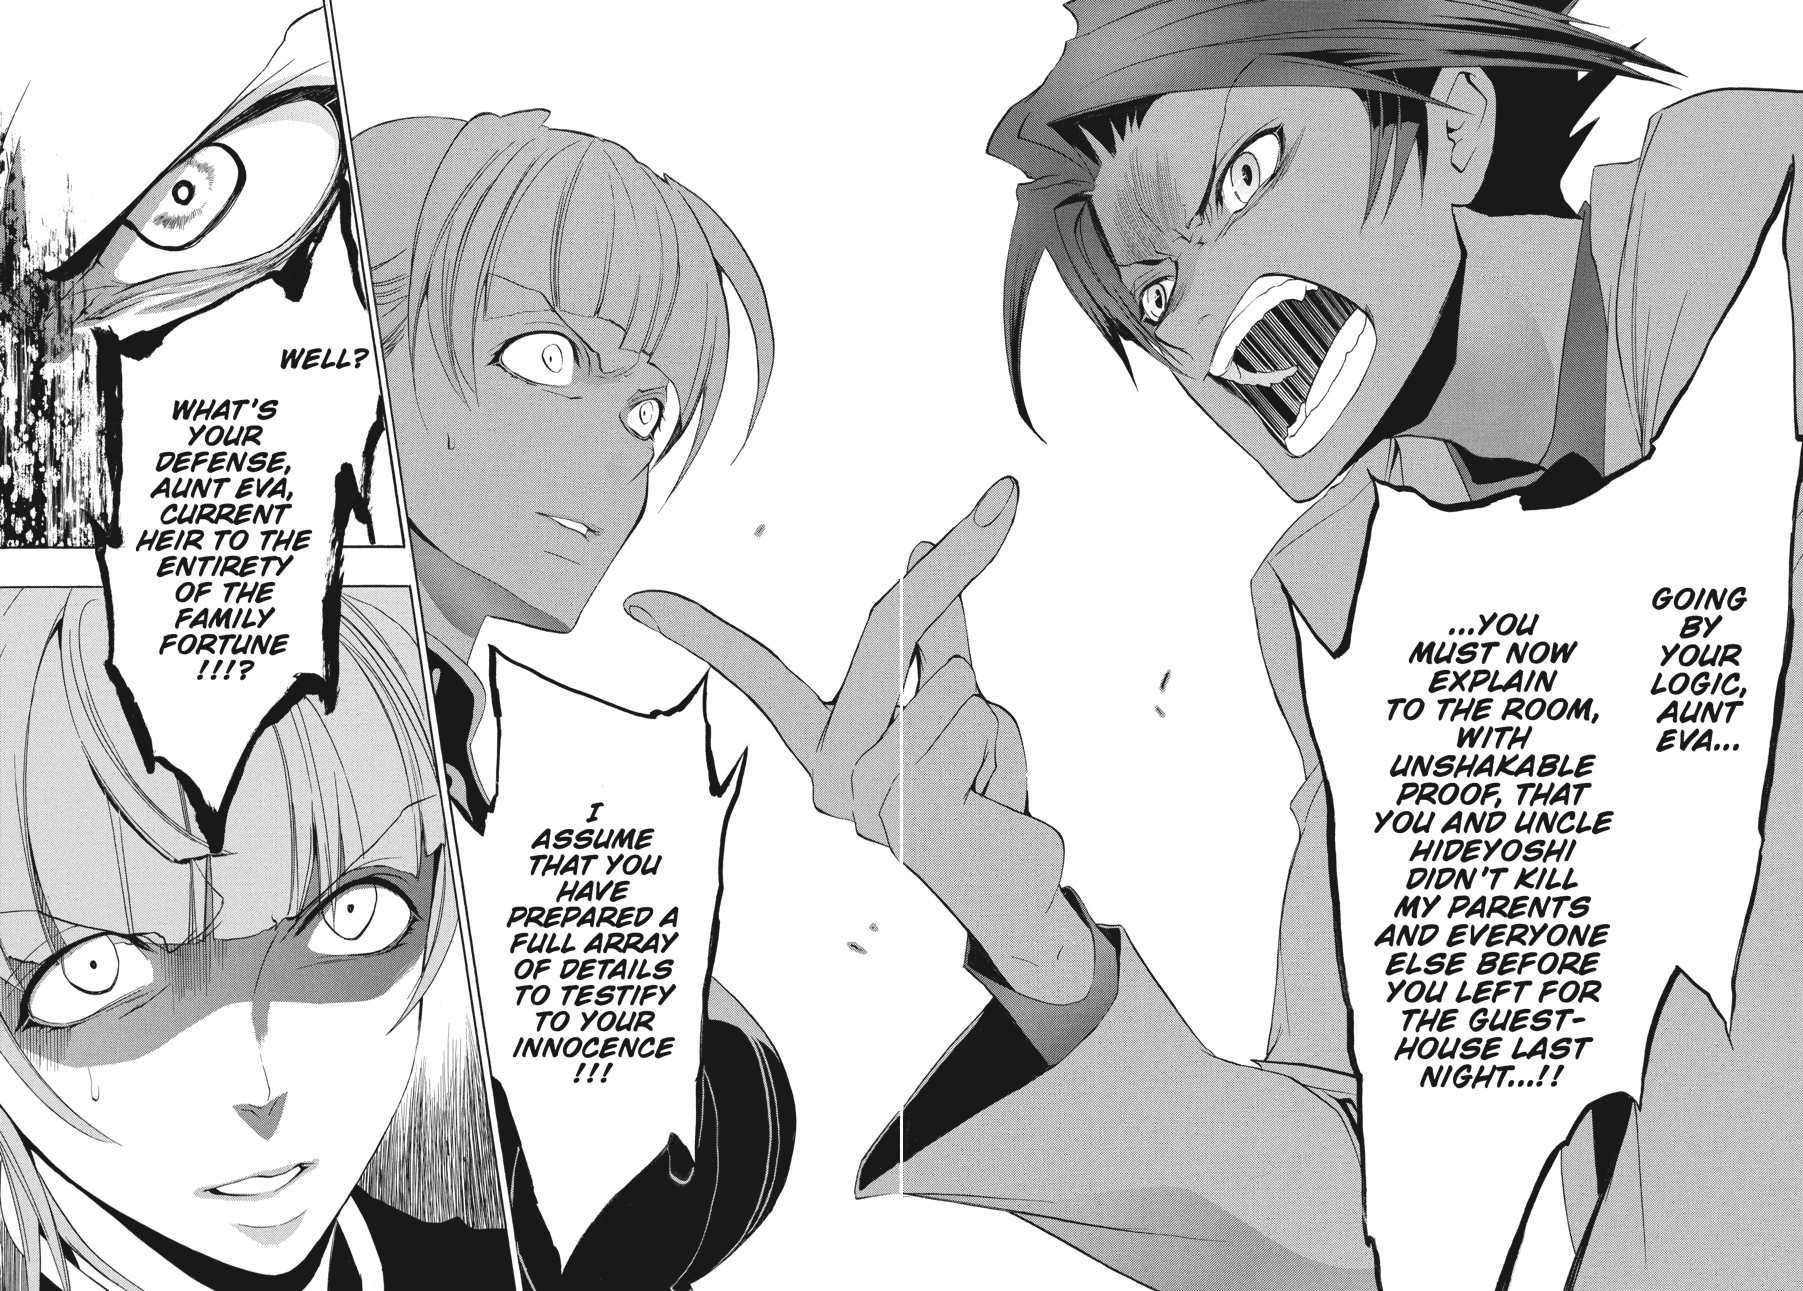 GOING
BY
YOUR
LOGIC,
AUNT
EVA...
...YOU
MUST NOW
EXPLAIN
TO THE ROOM,
WITH
UNSHAKABLE
PROOF, THAT
YOU AND UNCLE
HIDEYOSHI
DIDN'T KILL
MY PARENTS
AND EVERYONE
ELSE BEFORE
YOU LEFT FOR
THE GUEST-
HOUSE LAST
NIGHT...!!
I
ASSUME
THAT YOU
HAVE
PREPARED A
FULL ARRAY
OF DETAILS
TO TESTIFY
TO YOUR
INNOCENCE
!!!
WELL?
WHAT'S
YOUR
DEFENSE,
AUNT EVA,
CURRENT
HEIR TO THE
ENTIRETY
OF THE
FAMILY
FORTUNE
!!!?